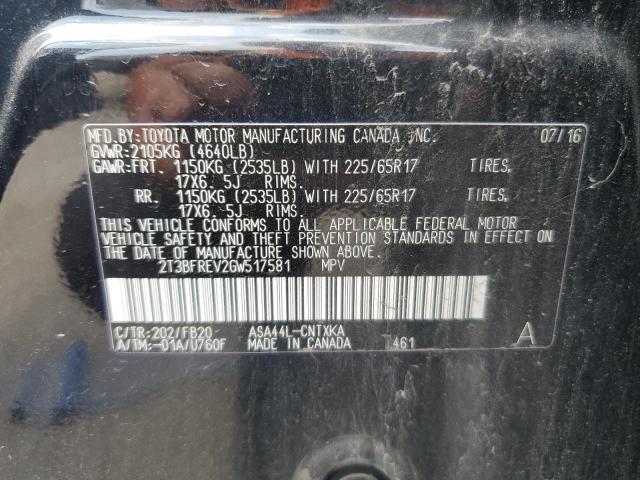 MFD.BY:TOYOTA MOTOR MANUFACTURING CANADA INC. 07/16
GVWR:2105KG (4640LB)
GAWR:FRT. 1150KG (2535LB) WITH 225/65R17 TIRES,
17X6. 5J RIMS.
RR. 1150KG (2535LB) WITH 225/65R17 TIRES,
17X6. 5J RIMS.
THIS VEHICLE CONFORMS TO ALL APPLICABLE FEDERAL MOTOR
VEHICLE SAFETY AND THEFT PREVENTION STANDARDS IN EFFECT ON
THE DATE OF MANUFACTURE SHOWN ABOVE.
2T3BFREV2GW517581 MPV
C/TR:202/FB20 ASA44L-CNTXKA A
A/TM:-01A/U760F MADE IN CANADA 461